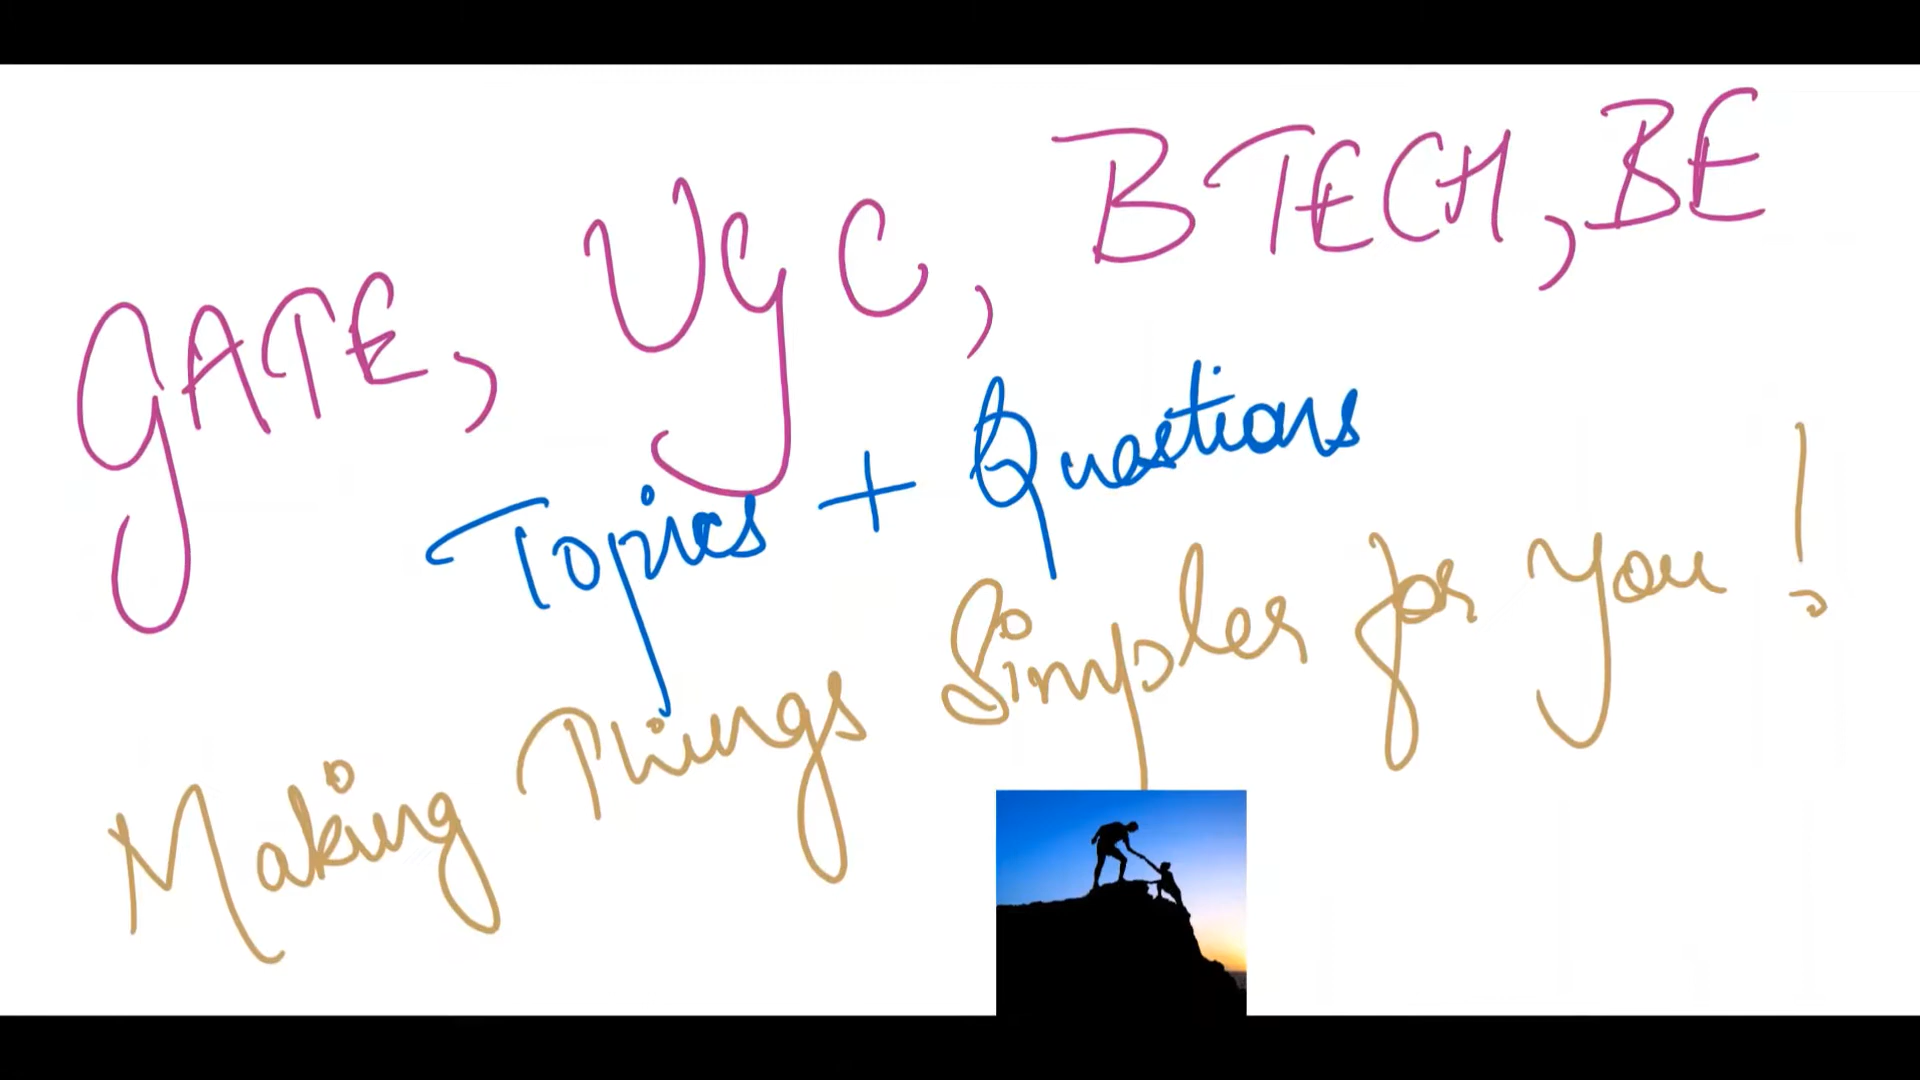 GATE, UGC, BTECH, BE
Topics + Questions
Making Things Simpler for you!